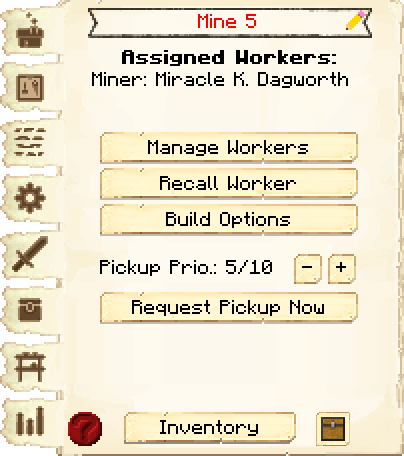 Mine 5
Assigned Workers:
Miner: Miracle K. Dagworth
Manage Workers
Recall Worker
Build Options
Pickup Prio.: 5/10 - +
Request Pickup Now
? Inventory